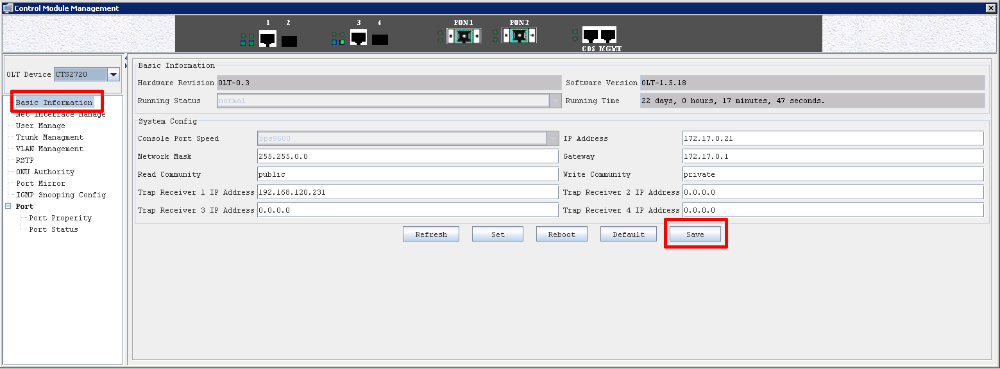 Control Module Management
1 2 3 4 PON1 PON2
COS MGMT
OLT Device CTS2720
Basic Information
Net Interface Manage
User Manage
Trunk Managment
VLAN Management
RSTP
ONU Authority
Port Mirror
IGMP Snooping Config
Port
Port Properity
Port Status
Basic Information
Hardware Revision OLT-0.3 Software Version OLT-1.5.18
Running Status normal Running Time 22 days, 0 hours, 17 minutes, 47 seconds.
System Config
Console Port Speed bps9600 IP Address 172.17.0.21
Network Mask 255.255.0.0 Gateway 172.17.0.1
Read Community public Write Community private
Trap Receiver 1 IP Address 192.168.120.231 Trap Receiver 2 IP Address 0.0.0.0
Trap Receiver 3 IP Address 0.0.0.0 Trap Receiver 4 IP Address 0.0.0.0
Refresh Set Reboot Default Save